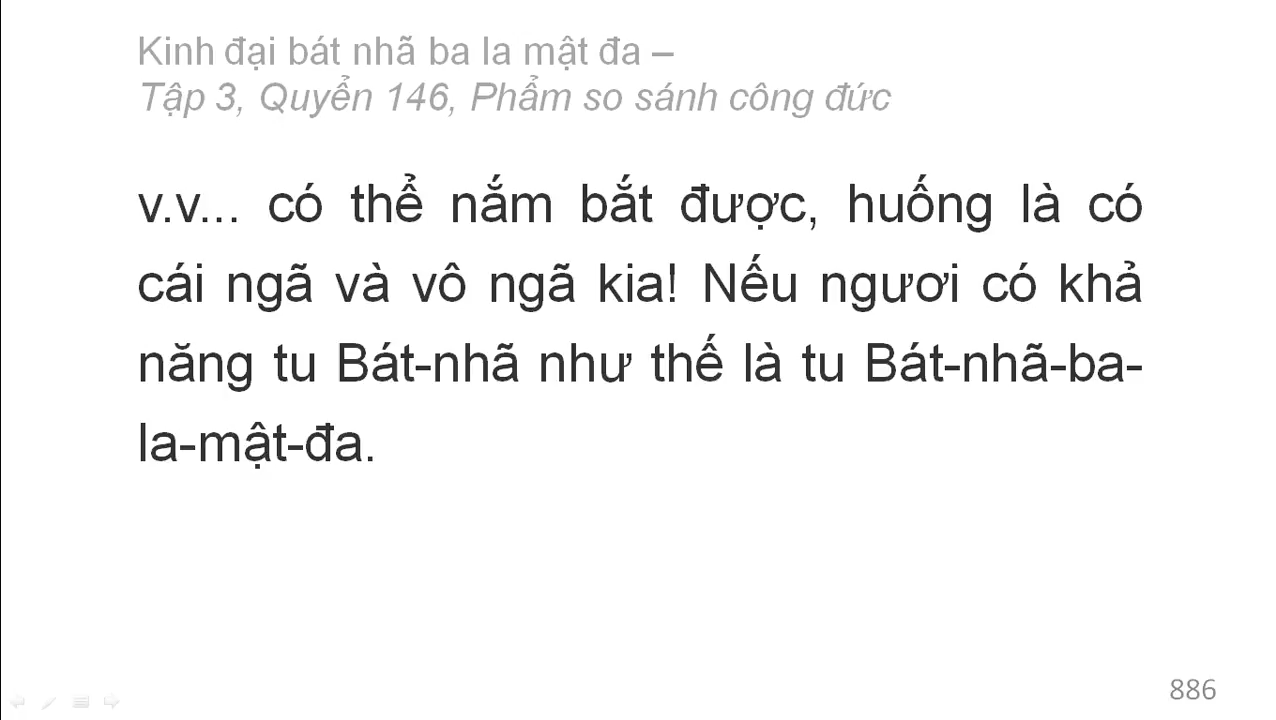 Kinh đại bát nhã ba la mật đa –
Tập 3, Quyển 146, Phẩm so sánh công đức
v.v... có thể nắm bắt được, huống là có
cái ngã và vô ngã kia! Nếu ngươi có khả
năng tu Bát-nhã như thế là tu Bát-nhã-ba-
la-mật-đa.
886